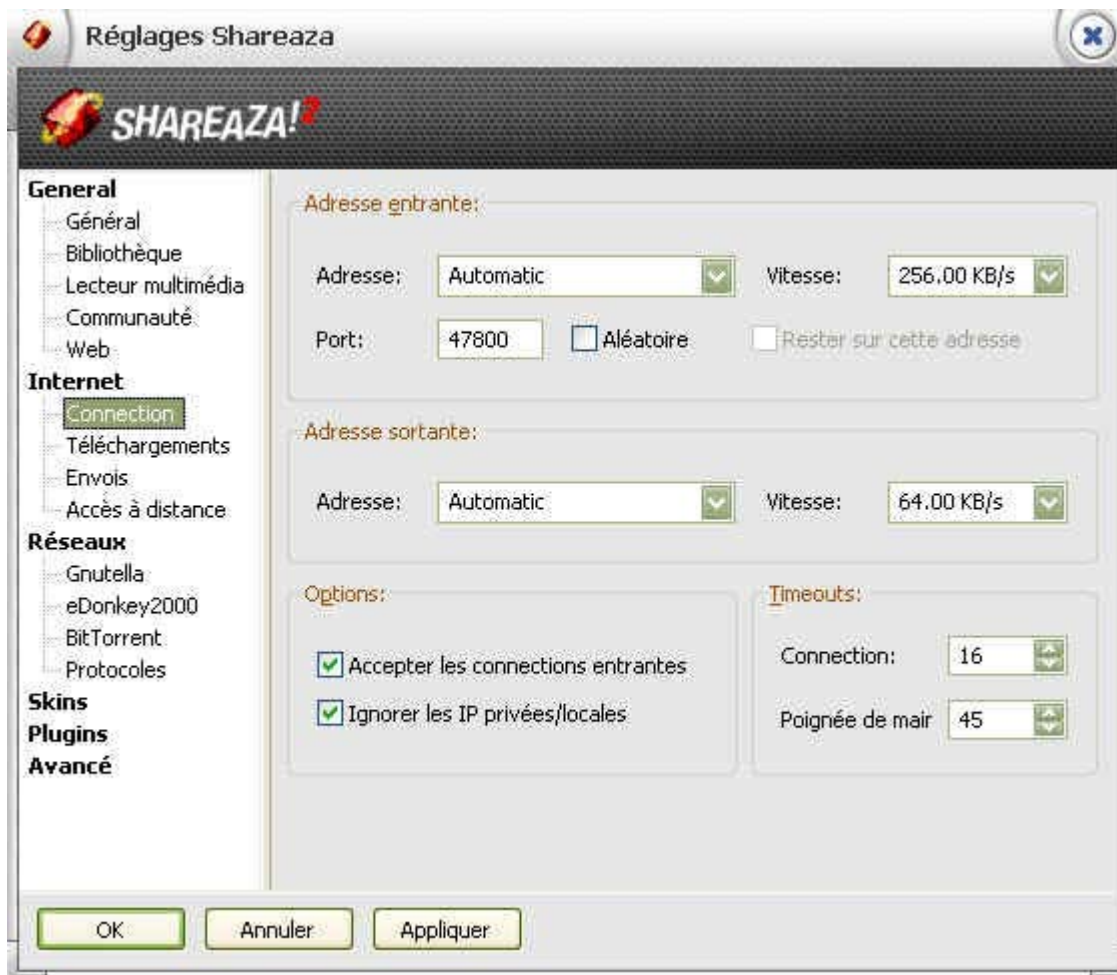 Réglages Shareaza
SHAREAZA!2
General
Général
Bibliothèque
Lecteur multimédia
Communauté
Web
Internet
Connection
Téléchargements
Envois
Accès à distance
Réseaux
Gnutella
eDonkey2000
BitTorrent
Protocoles
Skins
Plugins
Avancé
Adresse entrante:
Adresse: Automatic Vitesse: 256.00 KB/s
Port: 47800 Aléatoire Rester sur cette adresse
Adresse sortante:
Adresse: Automatic Vitesse: 64.00 KB/s
Options:
Accepter les connections entrantes
Ignorer les IP privées/locales
Timeouts:
Connection: 16
Poignée de mair 45
OK Annuler Appliquer